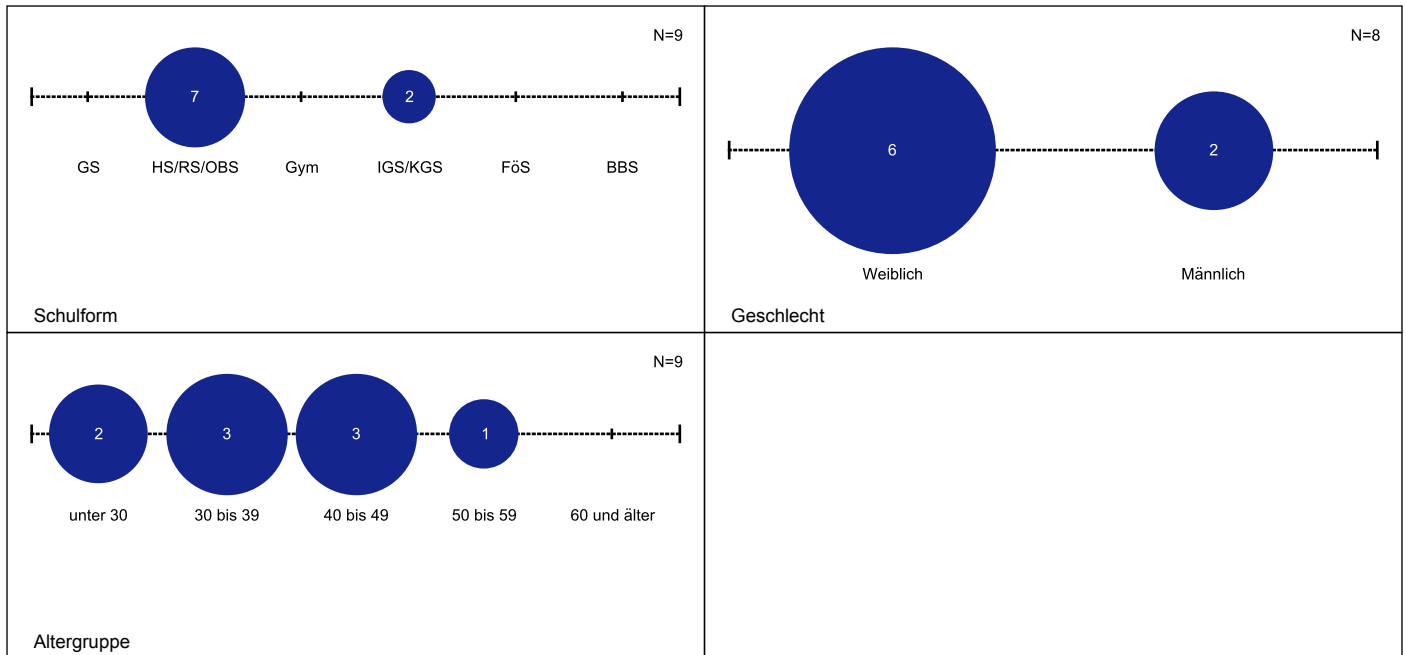 N=9
7
2
GS HS/RS/OBS Gym IGS/KGS FöS BBS
Schulform
N=8
6
2
Weiblich Männlich
Geschlecht
N=9
2
3
3
1
unter 30 30 bis 39 40 bis 49 50 bis 59 60 und älter
Altergruppe